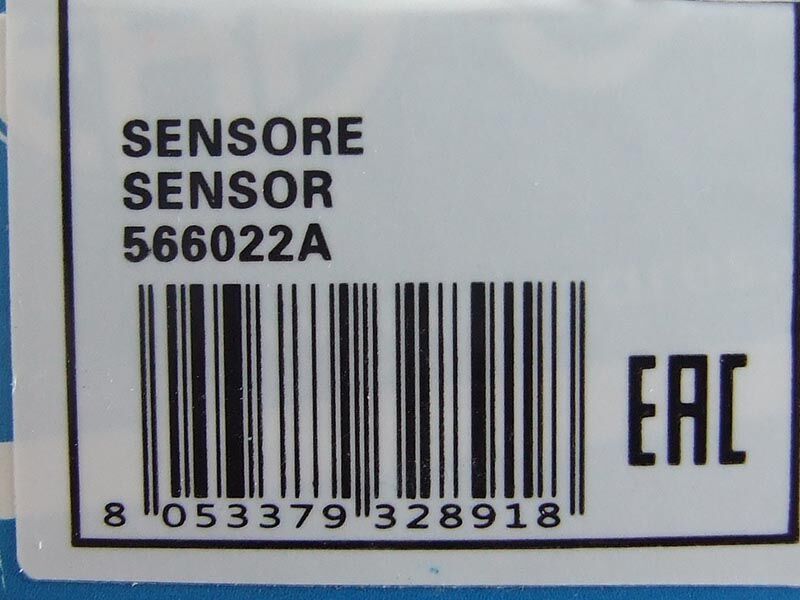 SENSORE
SENSOR
566022A
EAC
8 053379 328918